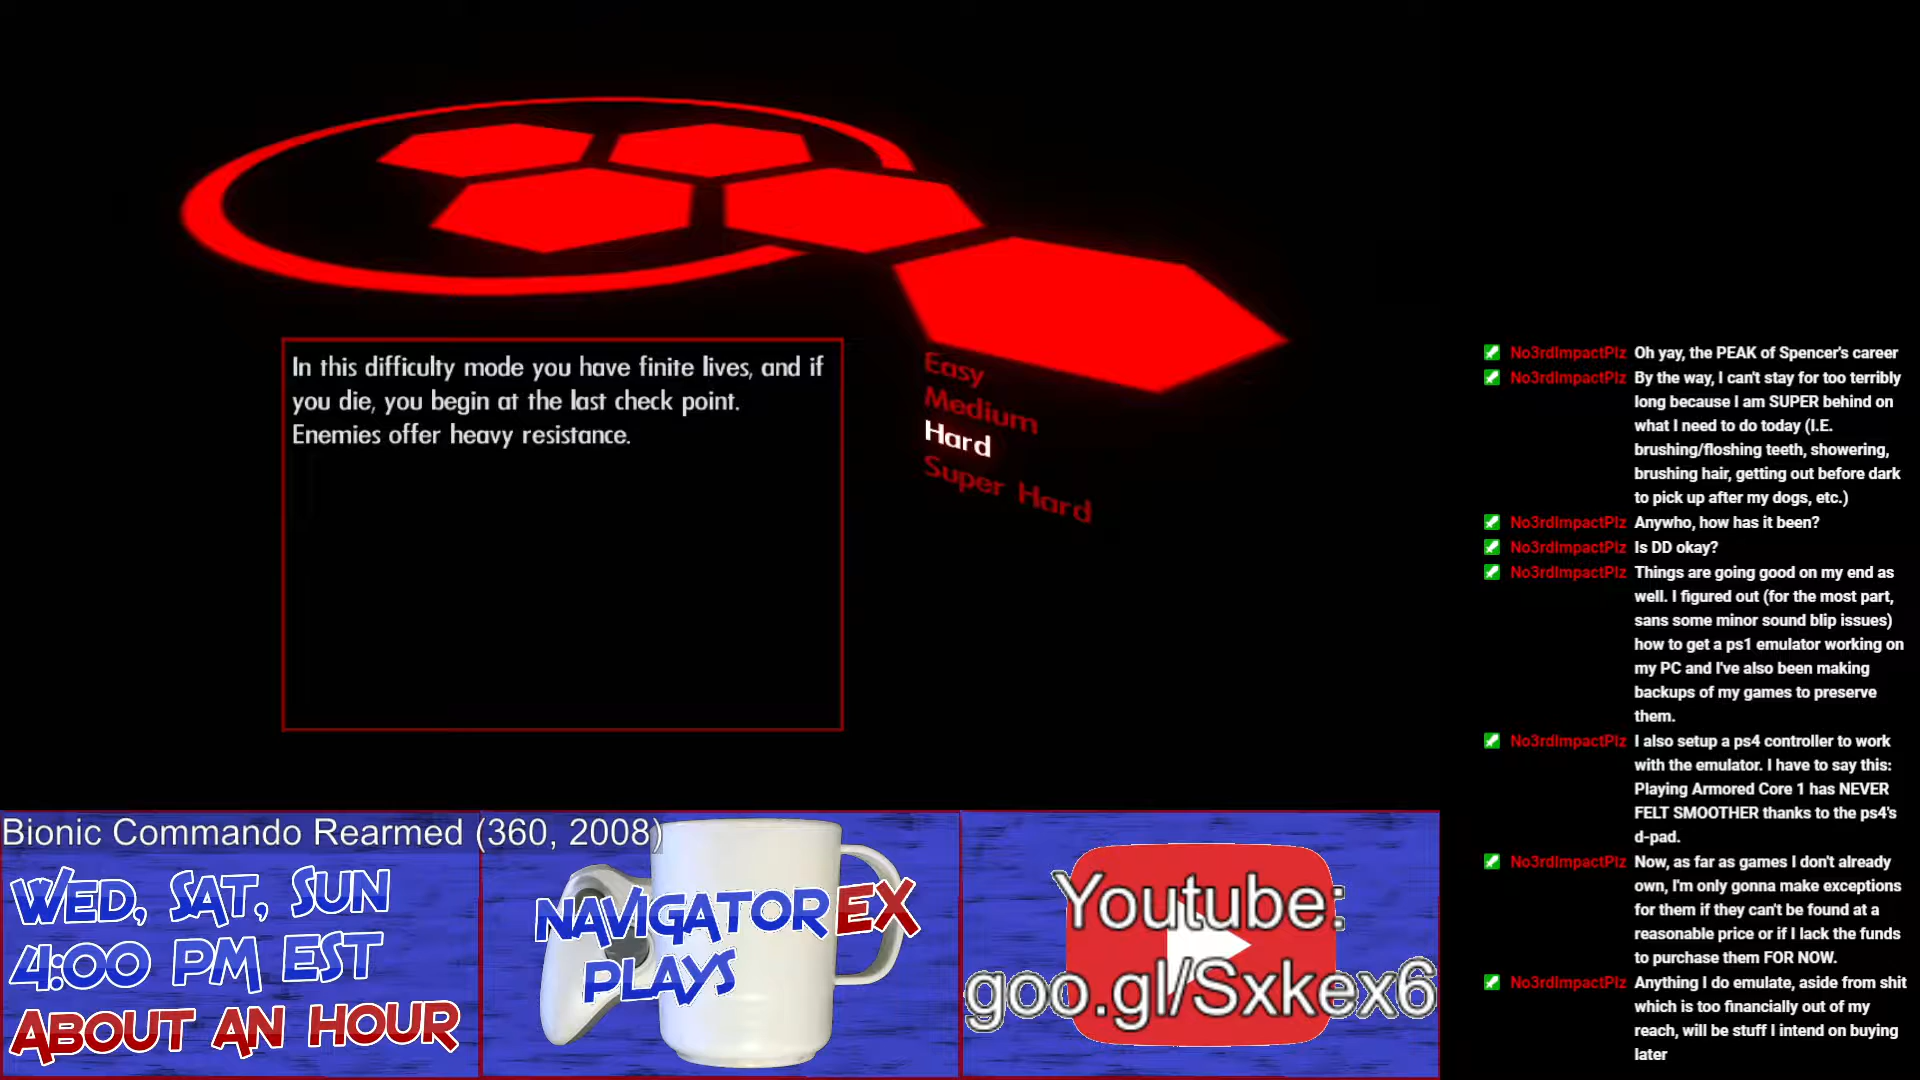 In this difficulty mode you have finite lives, and if
you die, you begin at the last check point.
Enemies offer heavy resistance.
Easy
Medium
Hard
Super Hard
No3rdImpactPlz Oh yay, the PEAK of Spencer's career
No3rdImpactPlz By the way, I can't stay for too terribly
long because I am SUPER behind on
what I need to do today (I.E.
brushing/floshing teeth, showering,
brushing hair, getting out before dark
to pick up after my dogs, etc.)
No3rdImpactPlz Anywho, how has it been?
No3rdImpactPlz Is DD okay?
No3rdImpactPlz Things are going good on my end as
well. I figured out (for the most part,
sans some minor sound blip issues)
how to get a ps1 emulator working on
my PC and I've also been making
backups of my games to preserve
them.
No3rdImpactPlz I also setup a ps4 controller to work
with the emulator. I have to say this:
Playing Armored Core 1 has NEVER
FELT SMOOTHER thanks to the ps4's
d-pad.
No3rdImpactPlz Now, as far as games I don't already
own, I'm only gonna make exceptions
for them if they can't be found at a
reasonable price or if I lack the funds
to purchase them FOR NOW.
No3rdImpactPlz Anything I do emulate, aside from shit
which is too financially out of my
reach, will be stuff I intend on buying
later
Bionic Commando Rearmed (360, 2008)
WED, SAT, SUN
4:00 PM EST
ABOUT AN HOUR
NAVIGATOR EX
PLAYS
Youtube:
goo.gl/Sxkex6